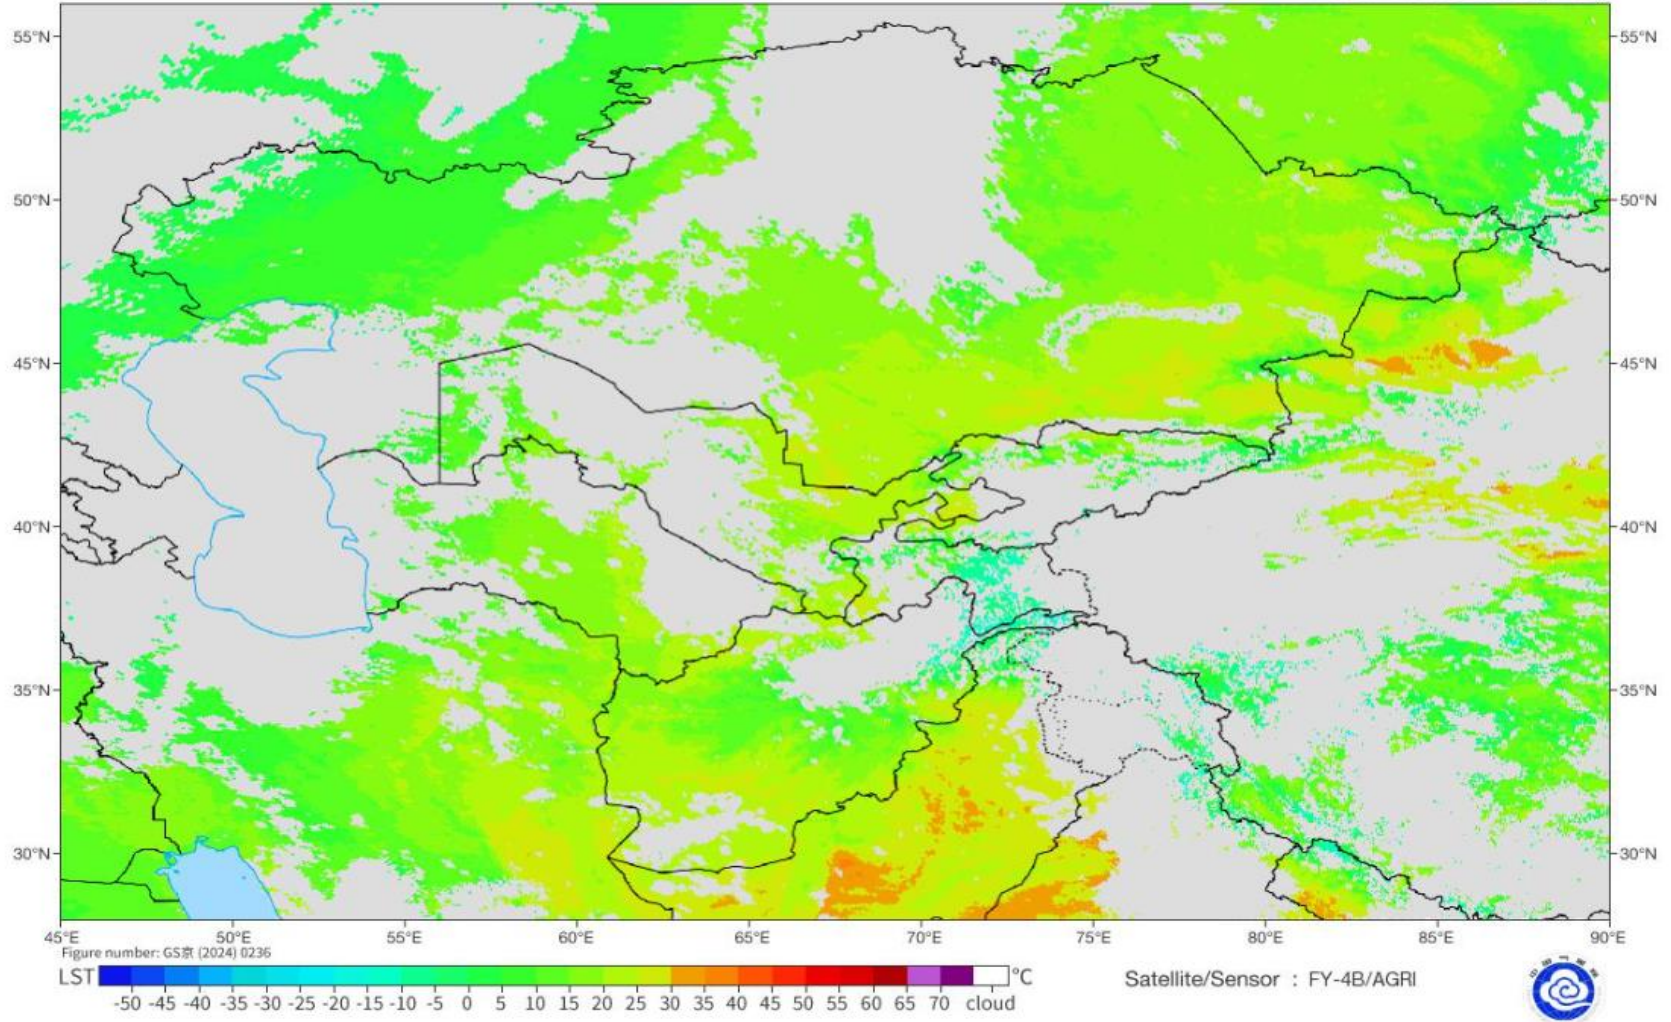 55°N 55°N
50°N 50°N
45°N 45°N
40°N 40°N
35°N 35°N
30°N 30°N
45°E 50°E 55°E 60°E 65°E 70°E 75°E 80°E 85°E 90°E
Figure number: GS京 (2024) 0236
LST °C
-50 -45 -40 -35 -30 -25 -20 -15 -10 -5 0 5 10 15 20 25 30 35 40 45 50 55 60 65 70 cloud
Satellite/Sensor : FY-4B/AGRI